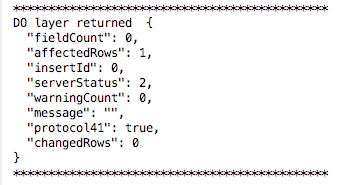 *********************************************
DO layer returned  {
  "fieldCount": 0,
  "affectedRows": 1,
  "insertId": 0,
  "serverStatus": 2,
  "warningCount": 0,
  "message": "",
  "protocol41": true,
  "changedRows": 0
}
*********************************************